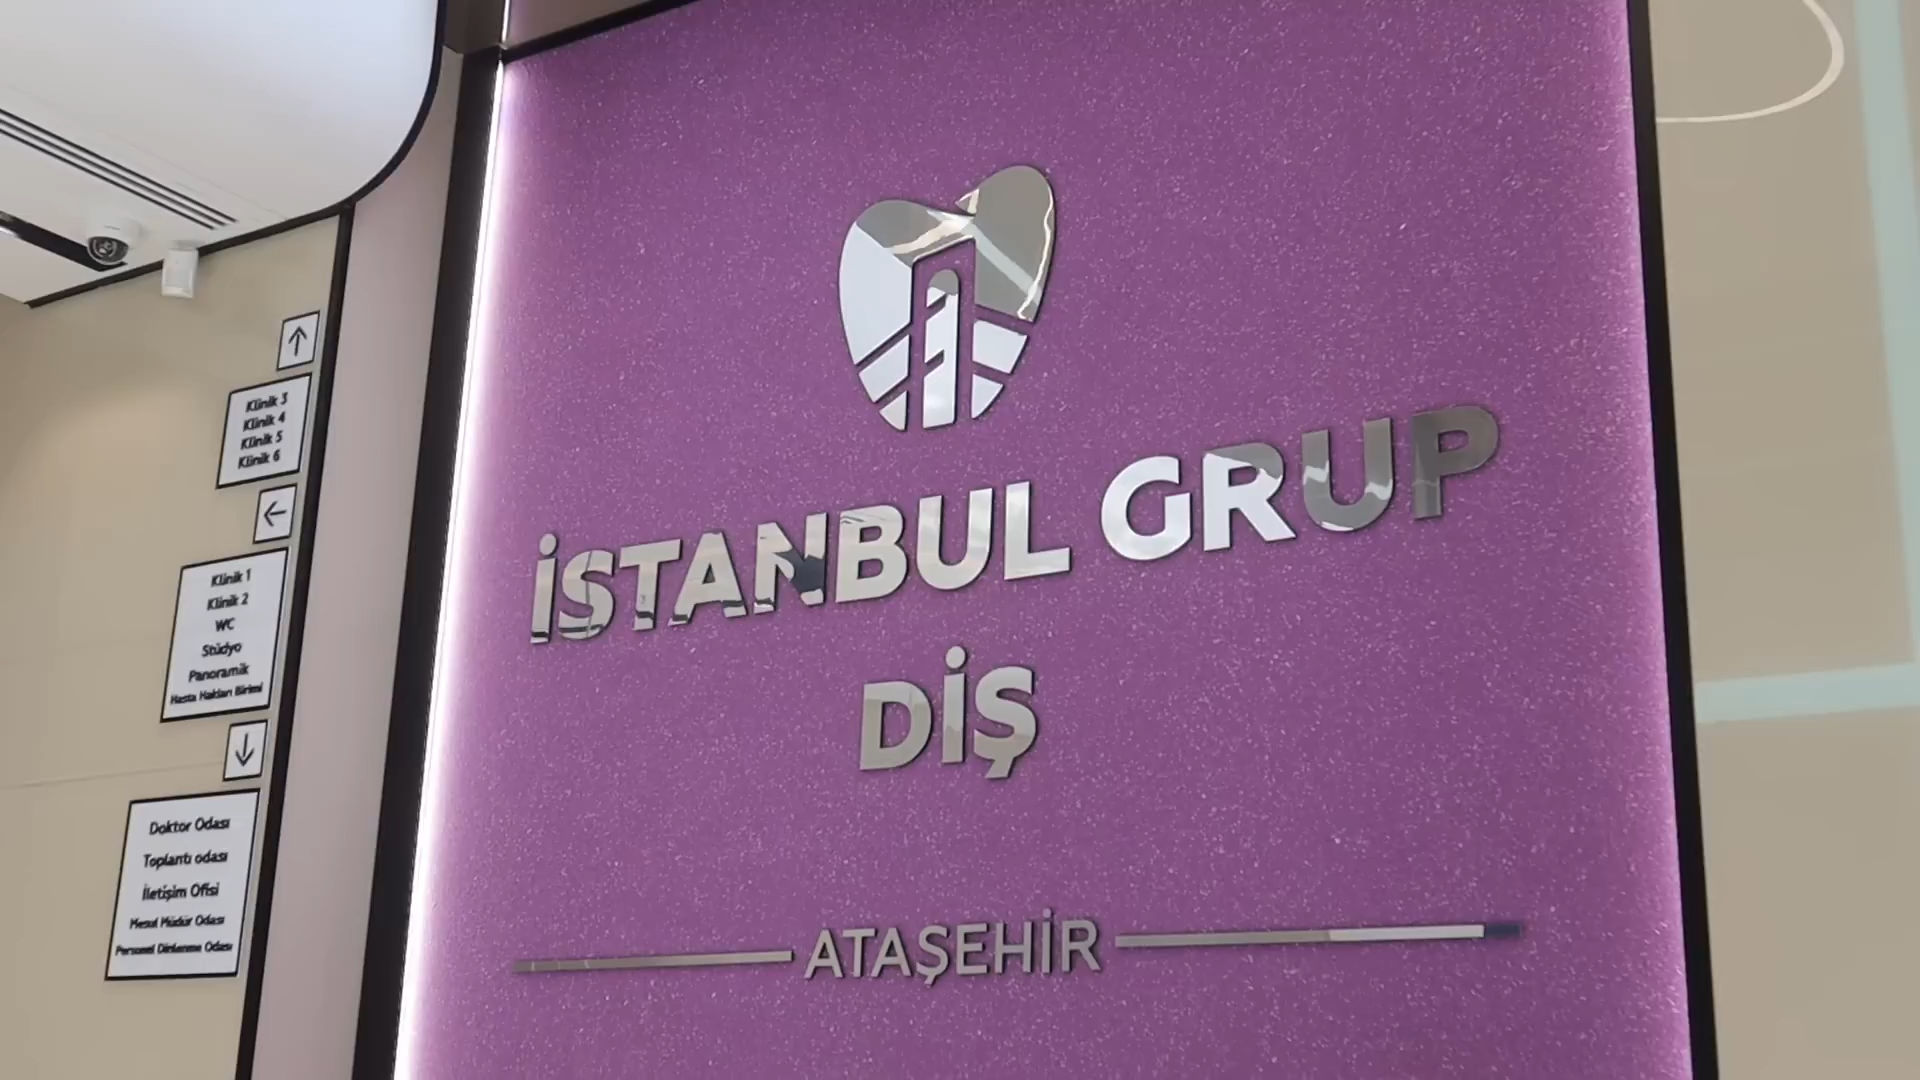 Klinik 3
Klinik 4
Klinik 5
Klinik 6
Klinik 1
Klinik 2
WC
Stüdyo
Panoramik
Hasta Hakları Birimi
Doktor Odası
Toplantı odası
İletişim Ofisi
Mesul Müdür Odası
Personel Dinlenme Odası
İSTANBUL GRUP
DİŞ
ATAŞEHİR